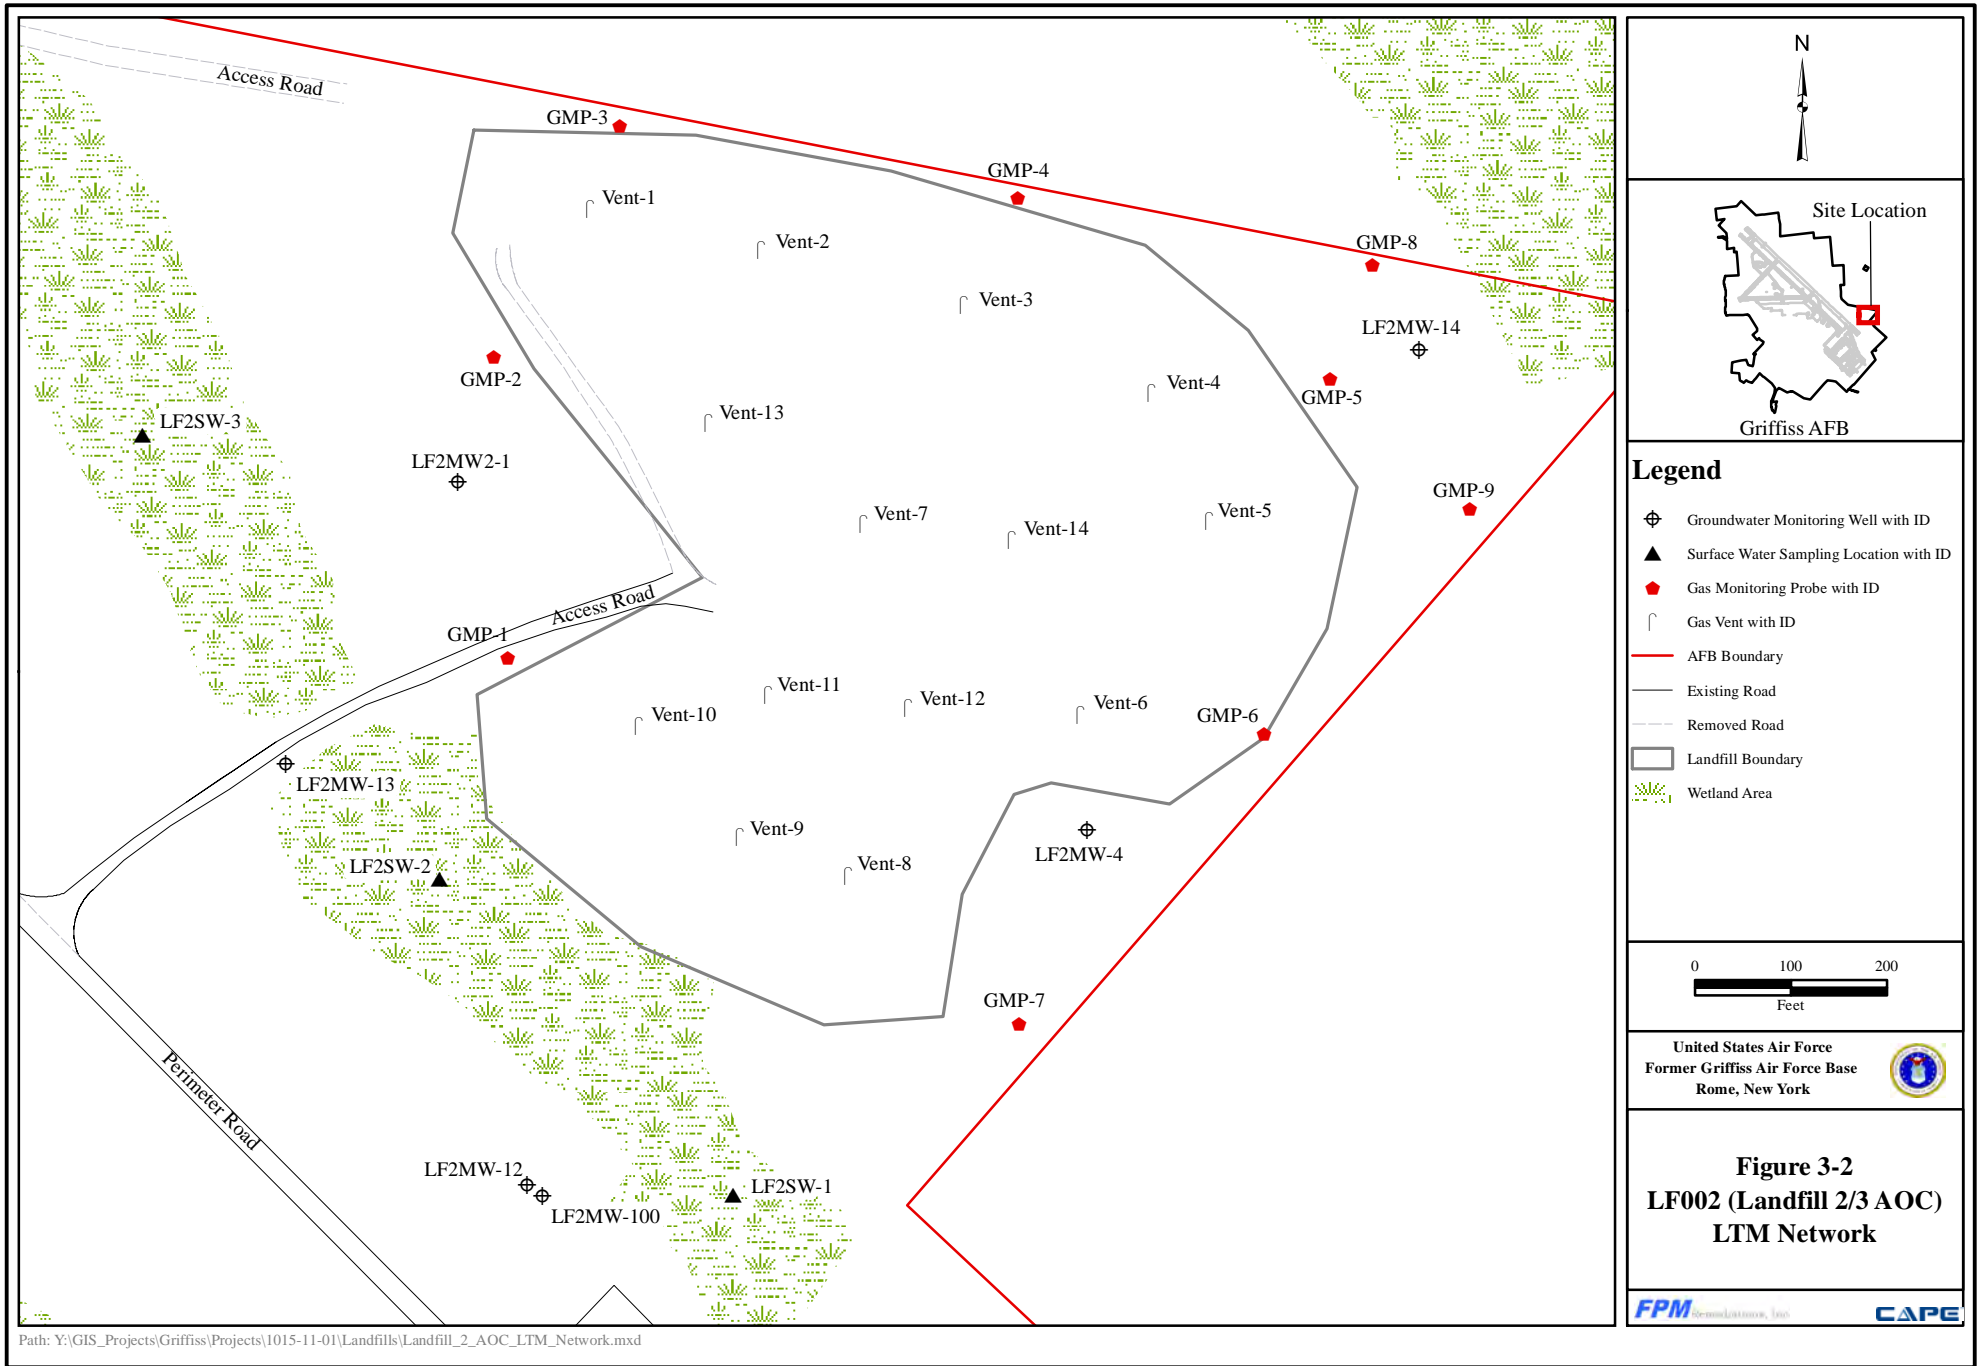 Access Road
GMP-3
GMP-4
Vent-1
Vent-2
GMP-8
Vent-3
LF2MW-14
GMP-2
Vent-4
GMP-5
Vent-13
LF2SW-3
LF2MW2-1
GMP-9
Vent-7
Vent-14
Vent-5
Access Road
GMP-1
Vent-11
Vent-12
Vent-6
Vent-10
GMP-6
LF2MW-13
Vent-9
LF2SW-2
Vent-8
LF2MW-4
GMP-7
Perimeter Road
LF2MW-12
LF2SW-1
LF2MW-100
N
Site Location
Griffiss AFB
Legend
Groundwater Monitoring Well with ID
Surface Water Sampling Location with ID
Gas Monitoring Probe with ID
Gas Vent with ID
AFB Boundary
Existing Road
Removed Road
Landfill Boundary
Wetland Area
0 100 200
Feet
United States Air Force
Former Griffiss Air Force Base
Rome, New York
Figure 3-2
LF002 (Landfill 2/3 AOC)
LTM Network
FPM Remediations, Inc.
CAPE
Path: Y:\GIS_Projects\Griffiss\Projects\1015-11-01\Landfills\Landfill_2_AOC_LTM_Network.mxd